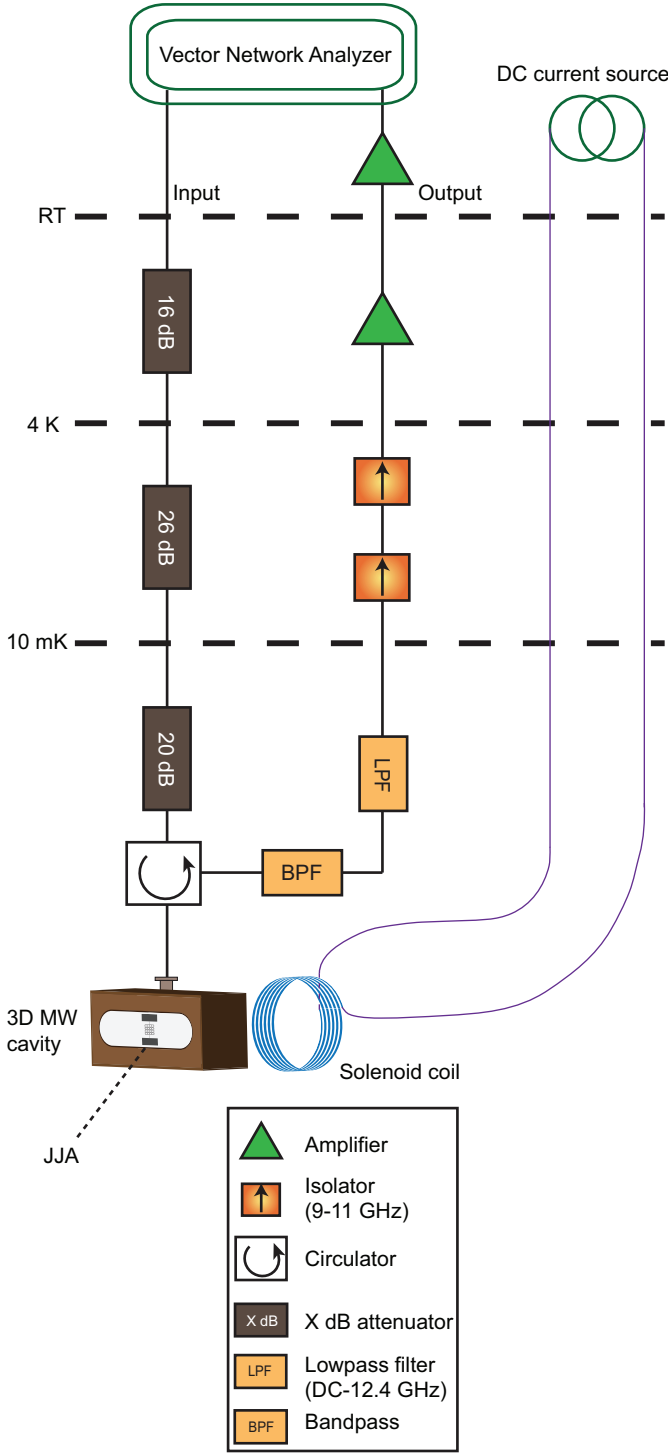 Vector Network Analyzer
DC current source
Input
Output
RT
16 dB
4 K
26 dB
10 mK
20 dB
LPF
BPF
3D MW
cavity
Solenoid coil
JJA
Amplifier
Isolator
(9-11 GHz)
Circulator
X dB
X dB attenuator
LPF
Lowpass filter
(DC-12.4 GHz)
BPF
Bandpass